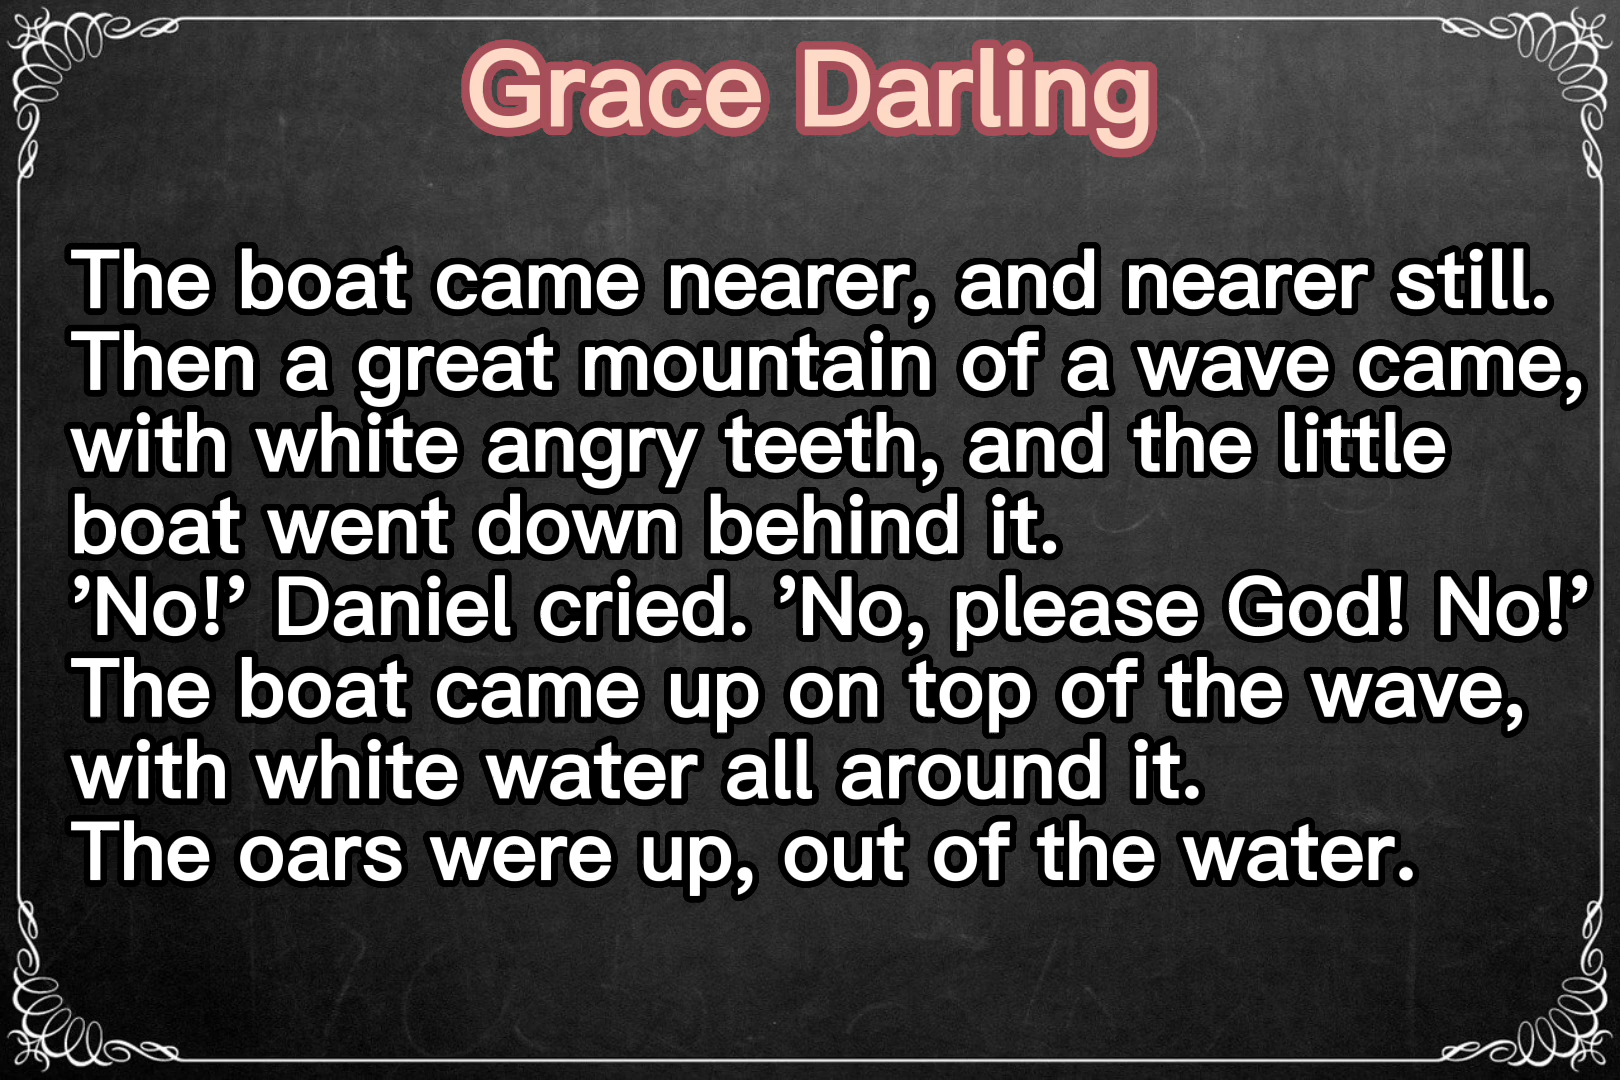 Grace Darling
The boat came nearer, and nearer still.
Then a great mountain of a wave came,
with white angry teeth, and the little
boat went down behind it.
’No!’ Daniel cried. ’No, please God! No!’
The boat came up on top of the wave,
with white water all around it.
The oars were up, out of the water.